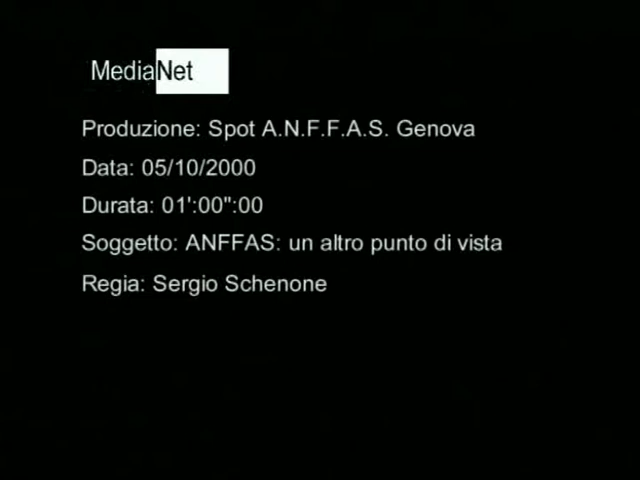 MediaNet
Produzione: Spot A.N.F.F.A.S. Genova
Data: 05/10/2000
Durata: 01':00":00
Soggetto: ANFFAS: un altro punto di vista
Regia: Sergio Schenone